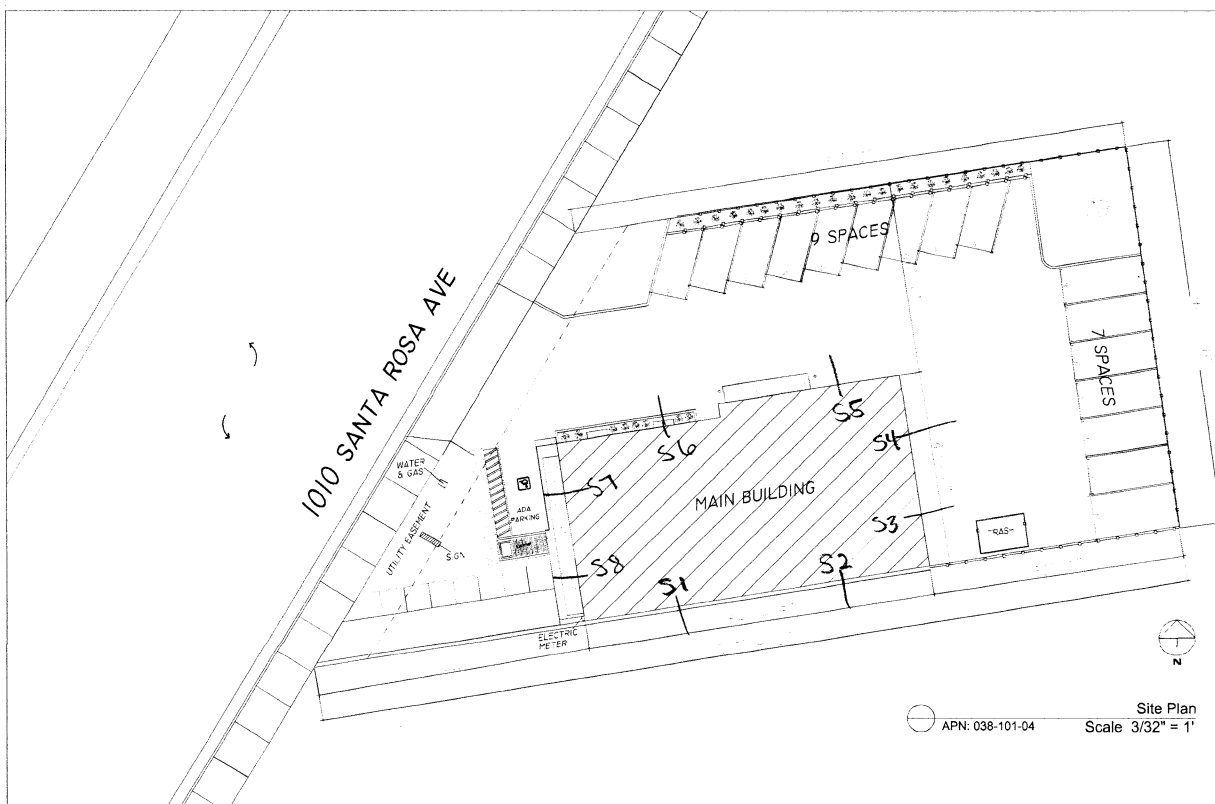 9 SPACES
1010 SANTA ROSA AVE
7 SPACES
S5
S6
S4
WATER
& GAS
S7
MAIN BUILDING
ADA
PARKING
UTILITY EASEMENT
S3
S8
S2
S1
ELECTRIC
METER
N
Site Plan
APN: 038-101-04
Scale 3/32" = 1'